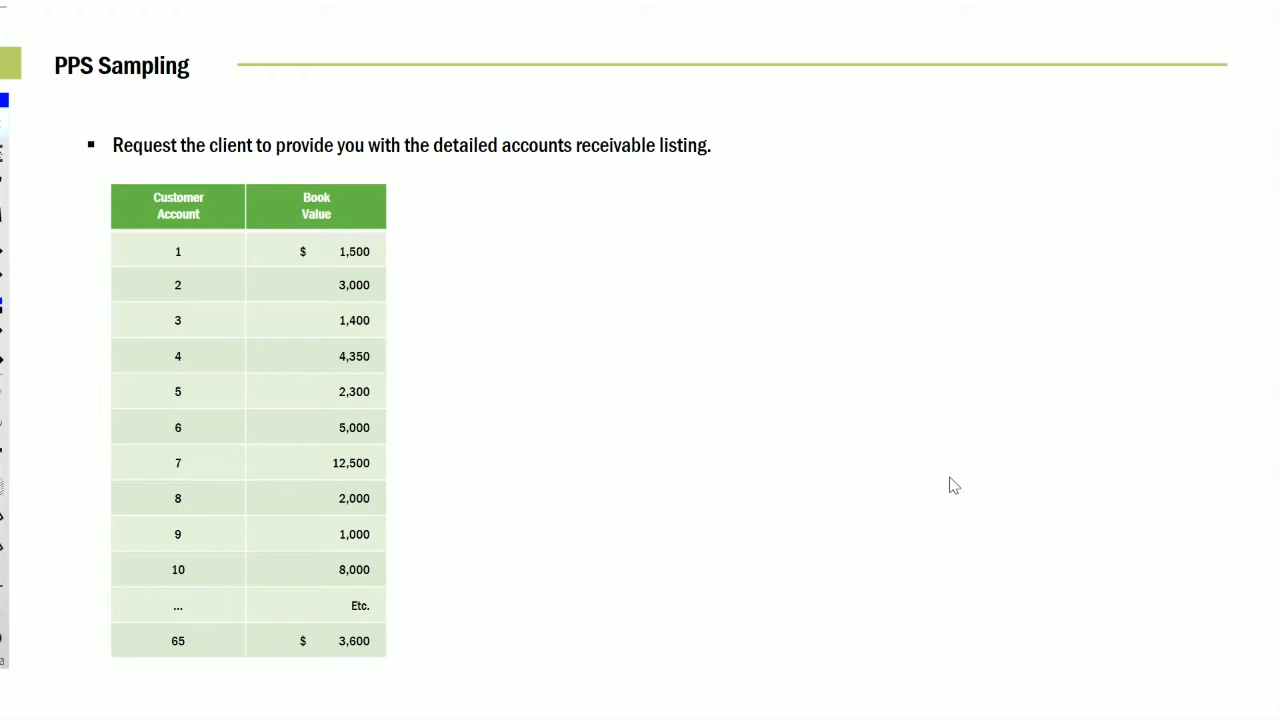 PPS Sampling
▪ Request the client to provide you with the detailed accounts receivable listing.
Customer Account | Book Value
1 | $ 1,500
2 | 3,000
3 | 1,400
4 | 4,350
5 | 2,300
6 | 5,000
7 | 12,500
8 | 2,000
9 | 1,000
10 | 8,000
... | Etc.
65 | $ 3,600